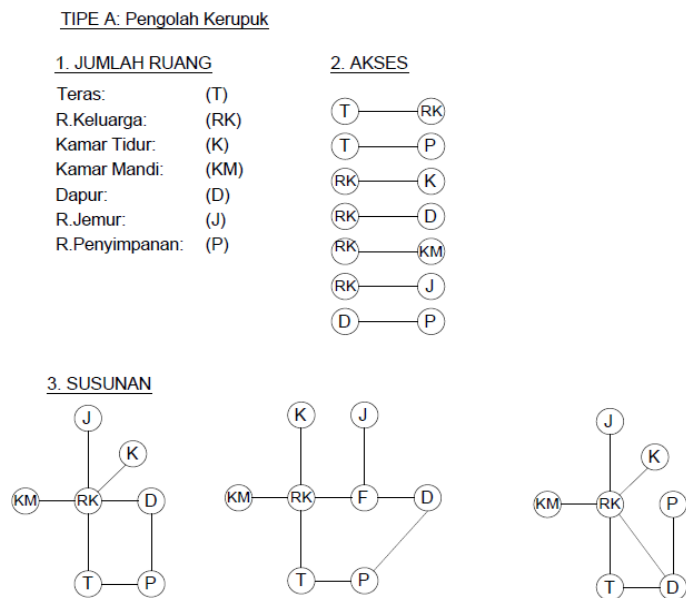 TIPE A: Pengolah Kerupuk
1. JUMLAH RUANG
Teras: (T)
R.Keluarga: (RK)
Kamar Tidur: (K)
Kamar Mandi: (KM)
Dapur: (D)
R.Jemur: (J)
R.Penyimpanan: (P)
2. AKSES
T RK
T P
RK K
RK D
RK KM
RK J
D P
3. SUSUNAN
J
K
KM RK D
T P
K J
KM RK F D
T P
J
K
KM RK P
T D